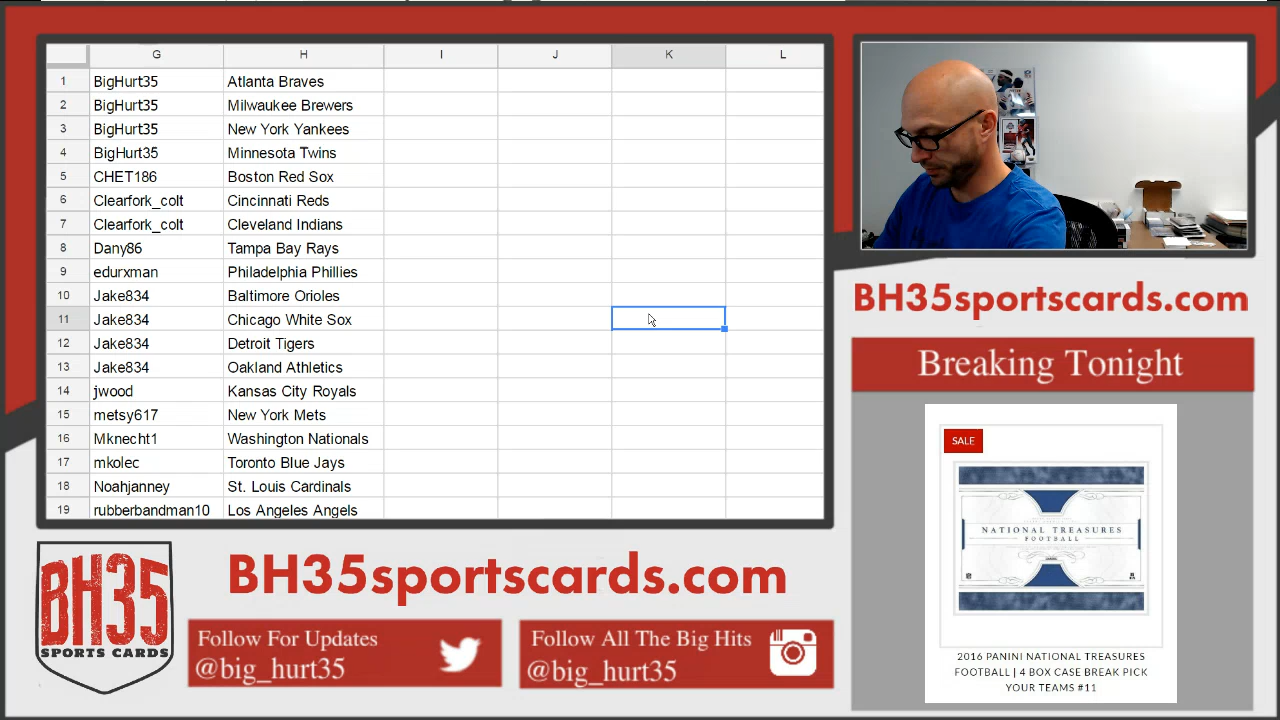 G H I J K L
1 BigHurt35 Atlanta Braves
2 BigHurt35 Milwaukee Brewers
3 BigHurt35 New York Yankees
4 BigHurt35 Minnesota Twins
5 CHET186 Boston Red Sox
6 Clearfork_colt Cincinnati Reds
7 Clearfork_colt Cleveland Indians
8 Dany86 Tampa Bay Rays
9 edurxman Philadelphia Phillies
10 Jake834 Baltimore Orioles
11 Jake834 Chicago White Sox
12 Jake834 Detroit Tigers
13 Jake834 Oakland Athletics
14 jwood Kansas City Royals
15 metsy617 New York Mets
16 Mknecht1 Washington Nationals
17 mkolec Toronto Blue Jays
18 Noahjanney St. Louis Cardinals
19 rubberbandman10 Los Angeles Angels
BH35sportscards.com
Breaking Tonight
SALE
NATIONAL TREASURES
FOOTBALL
2016 PANINI NATIONAL TREASURES
FOOTBALL | 4 BOX CASE BREAK PICK
YOUR TEAMS #11
BH35
SPORTS CARDS
BH35sportscards.com
Follow For Updates
@big_hurt35
Follow All The Big Hits
@big_hurt35